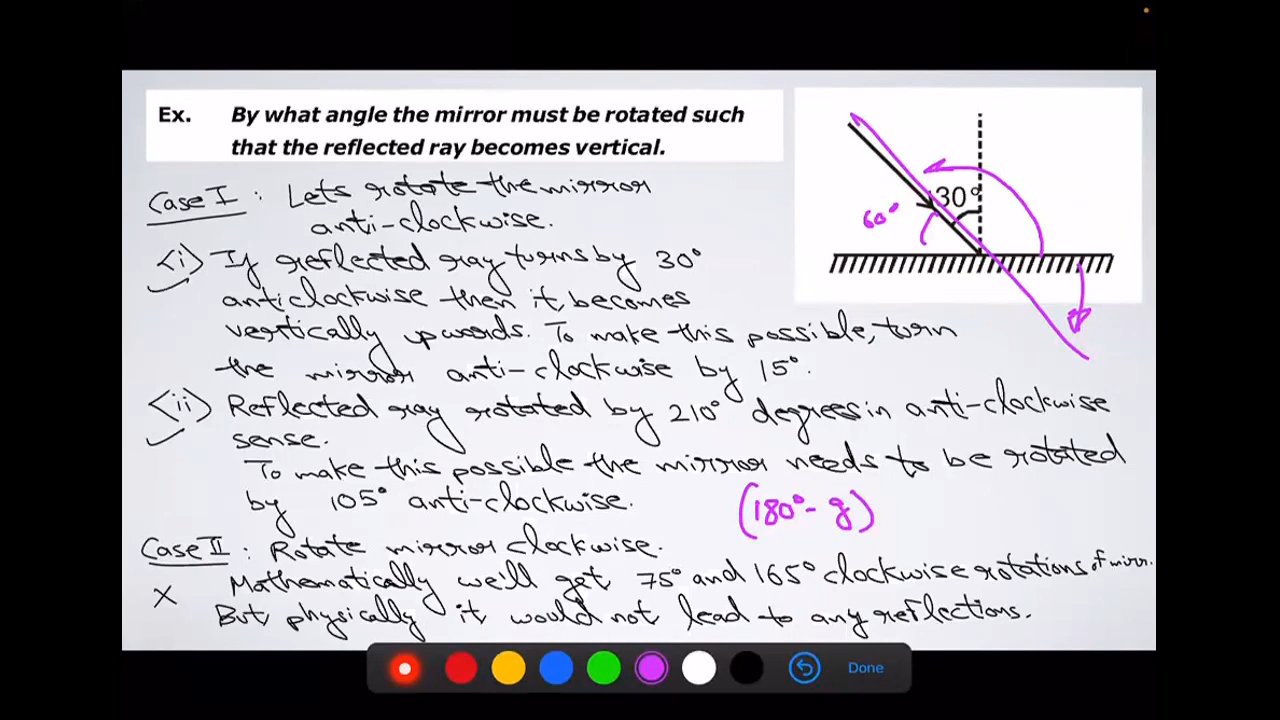 Ex. By what angle the mirror must be rotated such
that the reflected ray becomes vertical.
30°
60°
Case I : Lets rotate the mirror
anti-clockwise.
<i> If reflected ray turns by 30°
anticlockwise then it, becomes
vertically upwords. To make this possible, turn
the mirror anti-clockwise by 15°.
<ii> Reflected ray rotated by 210° degrees in anti-clockwise
sense.
To make this possible the mirror needs to be rotated
by 105° anti-clockwise.
(180°- g)
Case II : Rotate mirror clockwise.
X Mathematically we'll get 75° and 165° clockwise rotations of mirror.
But physically it would not lead to any reflections.
Done